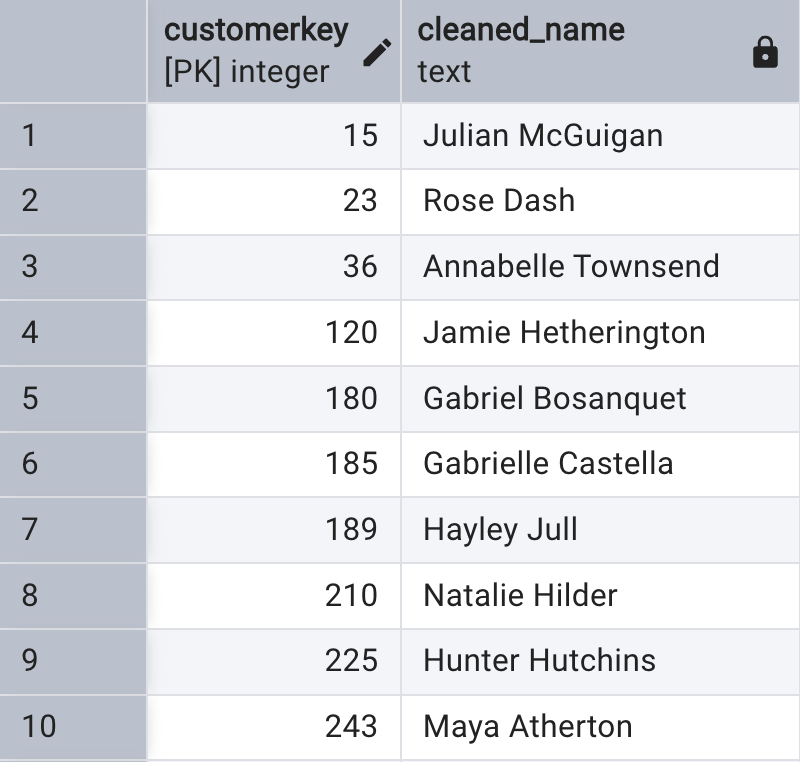 customerkey cleaned_name
[PK] integer text
1 15 Julian McGuigan
2 23 Rose Dash
3 36 Annabelle Townsend
4 120 Jamie Hetherington
5 180 Gabriel Bosanquet
6 185 Gabrielle Castella
7 189 Hayley Jull
8 210 Natalie Hilder
9 225 Hunter Hutchins
10 243 Maya Atherton